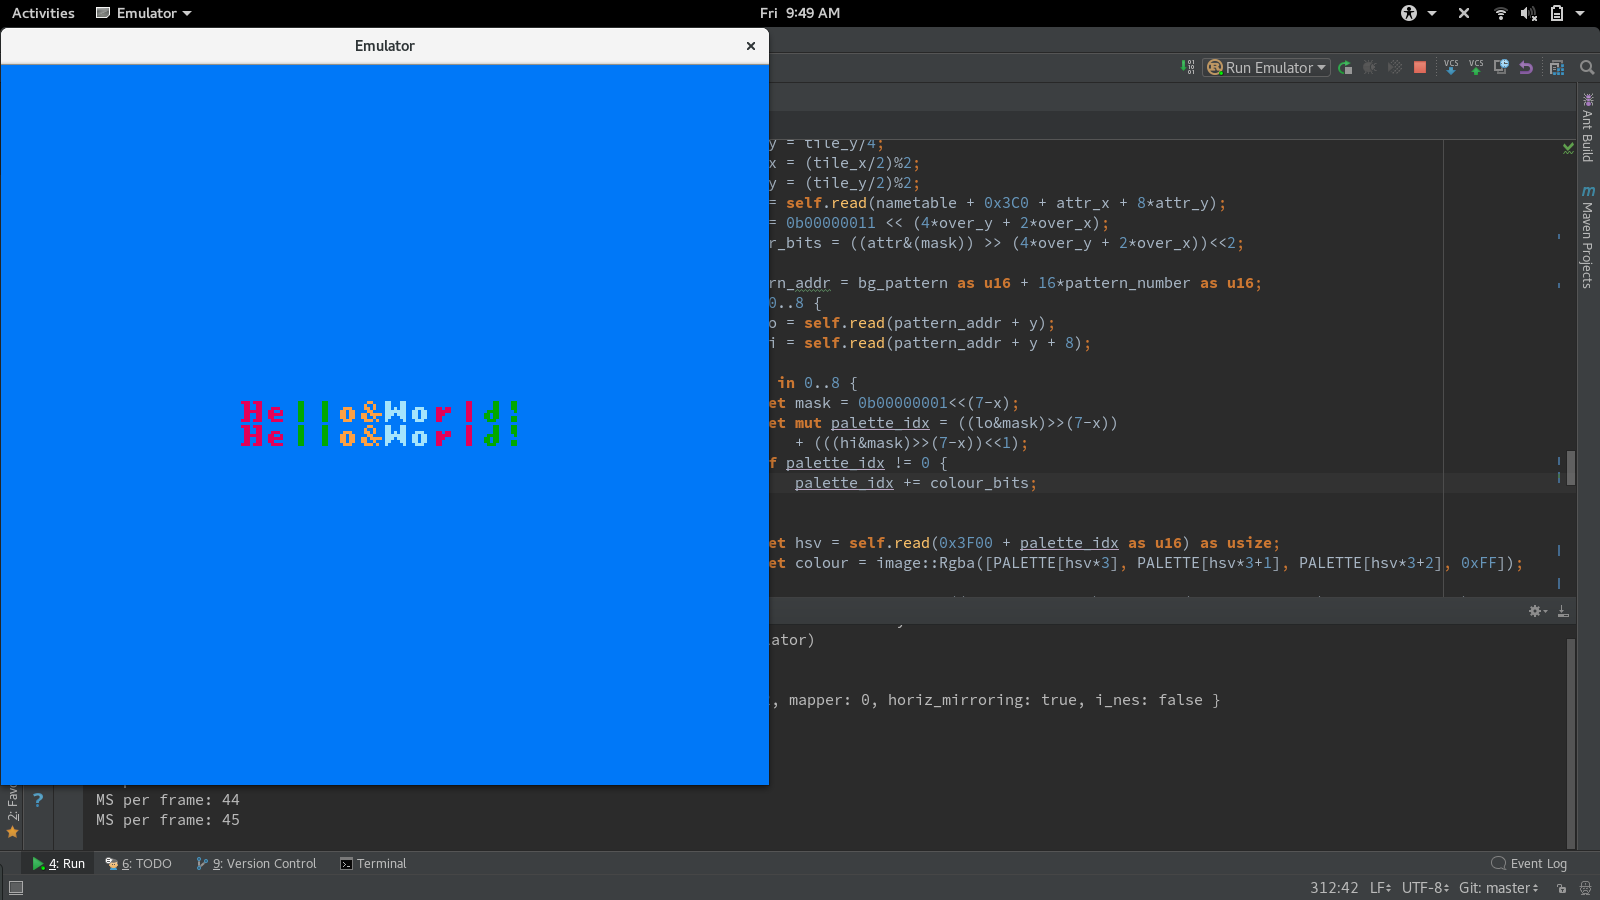 Activities
Emulator
Fri 9:49 AM
Emulator
Hello&World!
Hello&World!
Run Emulator
VCS
VCS
Ant Build
Maven Projects
y = tile_y/4;
x = (tile_x/2)%2;
y = (tile_y/2)%2;
= self.read(nametable + 0x3C0 + attr_x + 8*attr_y);
= 0b00000011 << (4*over_y + 2*over_x);
r_bits = ((attr&(mask)) >> (4*over_y + 2*over_x))<<2;
rn_addr = bg_pattern as u16 + 16*pattern_number as u16;
0..8 {
o = self.read(pattern_addr + y);
i = self.read(pattern_addr + y + 8);
in 0..8 {
et mask = 0b00000001<<(7-x);
et mut palette_idx = ((lo&mask)>>(7-x))
+ (((hi&mask)>>(7-x))<<1);
f palette_idx != 0 {
palette_idx += colour_bits;
et hsv = self.read(0x3F00 + palette_idx as u16) as usize;
et colour = image::Rgba([PALETTE[hsv*3], PALETTE[hsv*3+1], PALETTE[hsv*3+2], 0xFF]);
ator)
, mapper: 0, horiz_mirroring: true, i_nes: false }
MS per frame: 44
MS per frame: 45
2: Favo
4: Run
6: TODO
9: Version Control
Terminal
Event Log
312:42
LF
UTF-8
Git: master